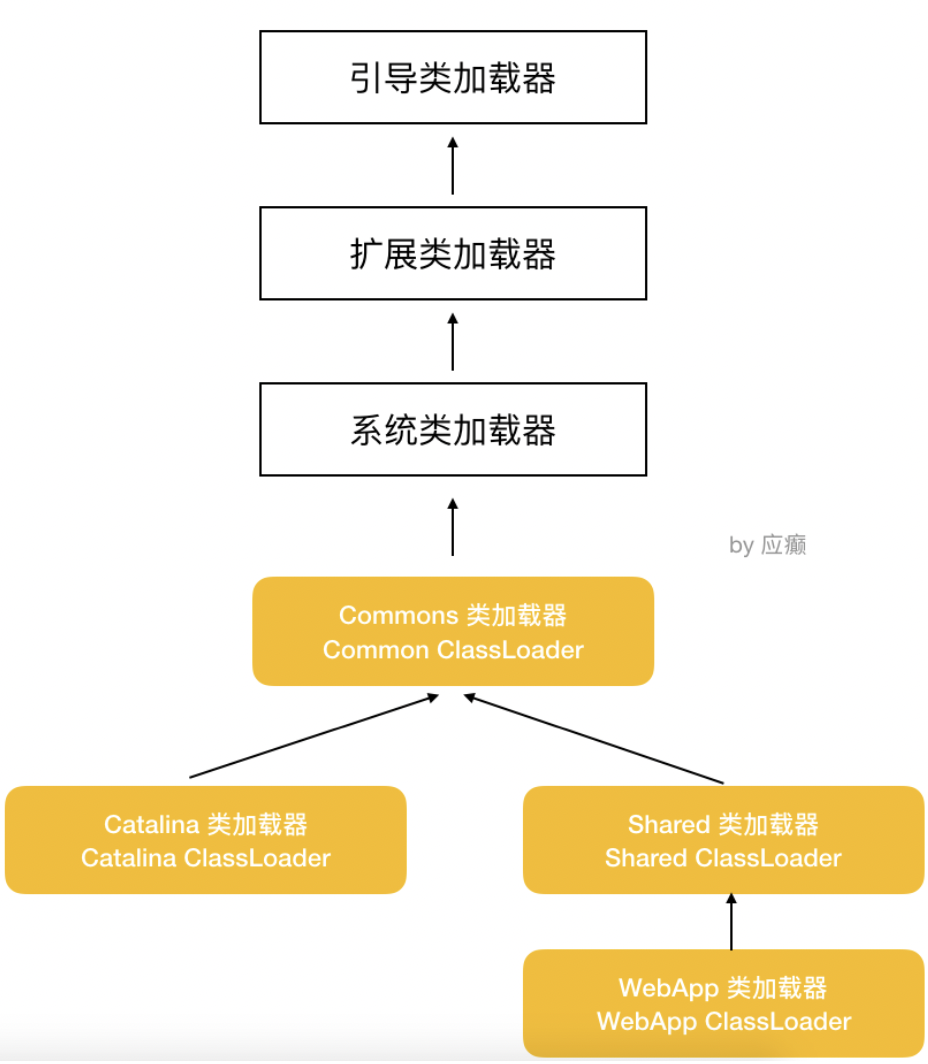 引导类加载器
扩展类加载器
系统类加载器
by 应癫
Commons 类加载器
Common ClassLoader
Catalina 类加载器
Catalina ClassLoader
Shared 类加载器
Shared ClassLoader
WebApp 类加载器
WebApp ClassLoader